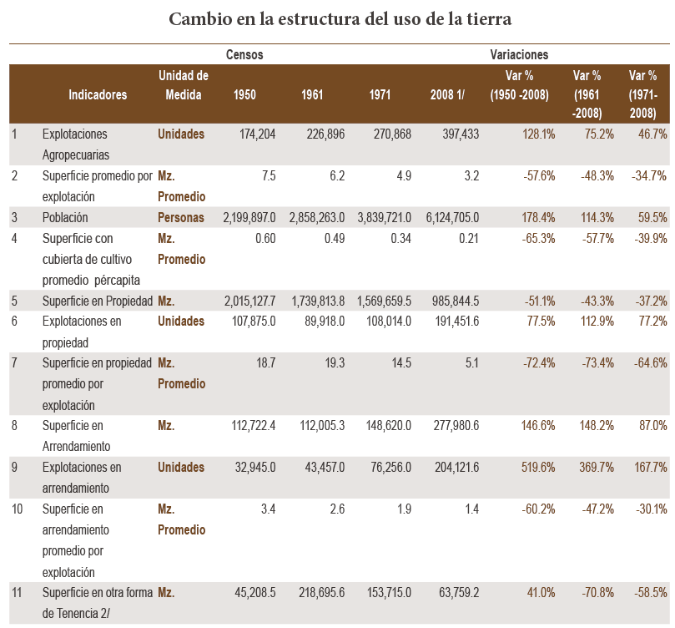 Cambio en la estructura del uso de la tierra
Censos Variaciones
Indicadores Unidad de Medida 1950 1961 1971 2008 1/ Var % (1950 -2008) Var % (1961 -2008) Var % (1971- 2008)
1 Explotaciones Unidades 174,204 226,896 270,868 397,433 128.1% 75.2% 46.7%
Agropecuarias
2 Superficie promedio por Mz. 7.5 6.2 4.9 3.2 -57.6% -48.3% -34.7%
explotación Promedio
3 Población Personas 2,199,897.0 2,858,263.0 3,839,721.0 6,124,705.0 178.4% 114.3% 59.5%
4 Superficie con Mz. 0.60 0.49 0.34 0.21 -65.3% -57.7% -39.9%
cubierta de cultivo Promedio
promedio pércapita
5 Superficie en Propiedad Mz. 2,015,127.7 1,739,813.8 1,569,659.5 985,844.5 -51.1% -43.3% -37.2%
6 Explotaciones en Unidades 107,875.0 89,918.0 108,014.0 191,451.6 77.5% 112.9% 77.2%
propiedad
7 Superficie en propiedad Mz. 18.7 19.3 14.5 5.1 -72.4% -73.4% -64.6%
promedio por Promedio
explotación
8 Superficie en Mz. 112,722.4 112,005.3 148,620.0 277,980.6 146.6% 148.2% 87.0%
Arrendamiento
9 Explotaciones en Unidades 32,945.0 43,457.0 76,256.0 204,121.6 519.6% 369.7% 167.7%
arrendamiento
10 Superficie en Mz. 3.4 2.6 1.9 1.4 -60.2% -47.2% -30.1%
arrendamiento Promedio
promedio por
explotación
11 Superficie en otra forma Mz. 45,208.5 218,695.6 153,715.0 63,759.2 41.0% -70.8% -58.5%
de Tenencia 2/